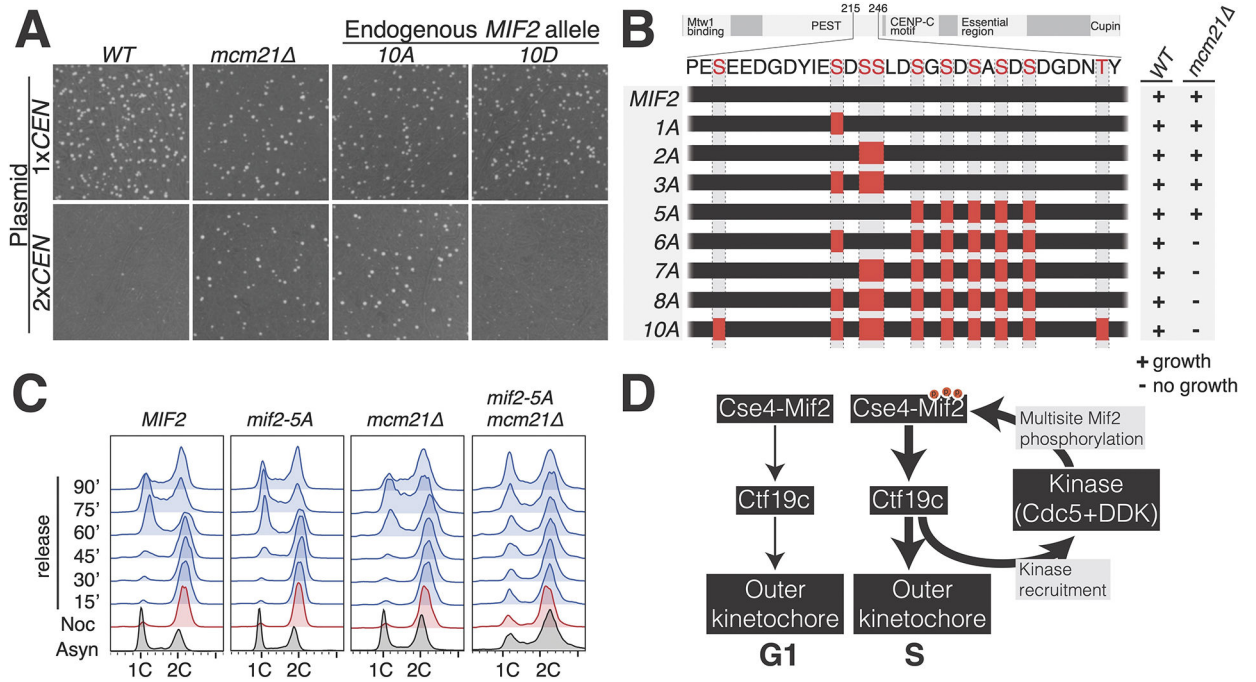 A
Endogenous MIF2 allele
WT mcm21Δ 10A 10D
Plasmid
1xCEN
2xCEN
B
215 246
Mtw1 binding
PEST
CENP-C motif
Essential region
Cupin
PESEEDGDYIESDSSLDSGSDSASDSDGDNTY
WT mcm21Δ
MIF2 + +
1A + +
2A + +
3A + +
5A + +
6A + -
7A + -
8A + -
10A + -
+ growth
- no growth
C
MIF2 mif2-5A mcm21Δ mif2-5A mcm21Δ
release
90'
75'
60'
45'
30'
15'
Noc
Asyn
1C 2C 1C 2C 1C 2C 1C 2C
D
Cse4-Mif2
Ctf19c
Outer
kinetochore
G1
P P P
Cse4-Mif2
Ctf19c
Outer
kinetochore
S
Multisite Mif2
phosphorylation
Kinase
(Cdc5+DDK)
Kinase
recruitment